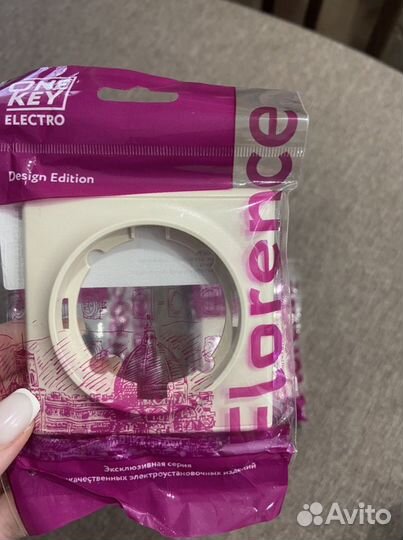 ONE
KEY
ELECTRO
Design Edition
Florence
Эксклюзивная серия
качественных электроустановочных изделий
Avito